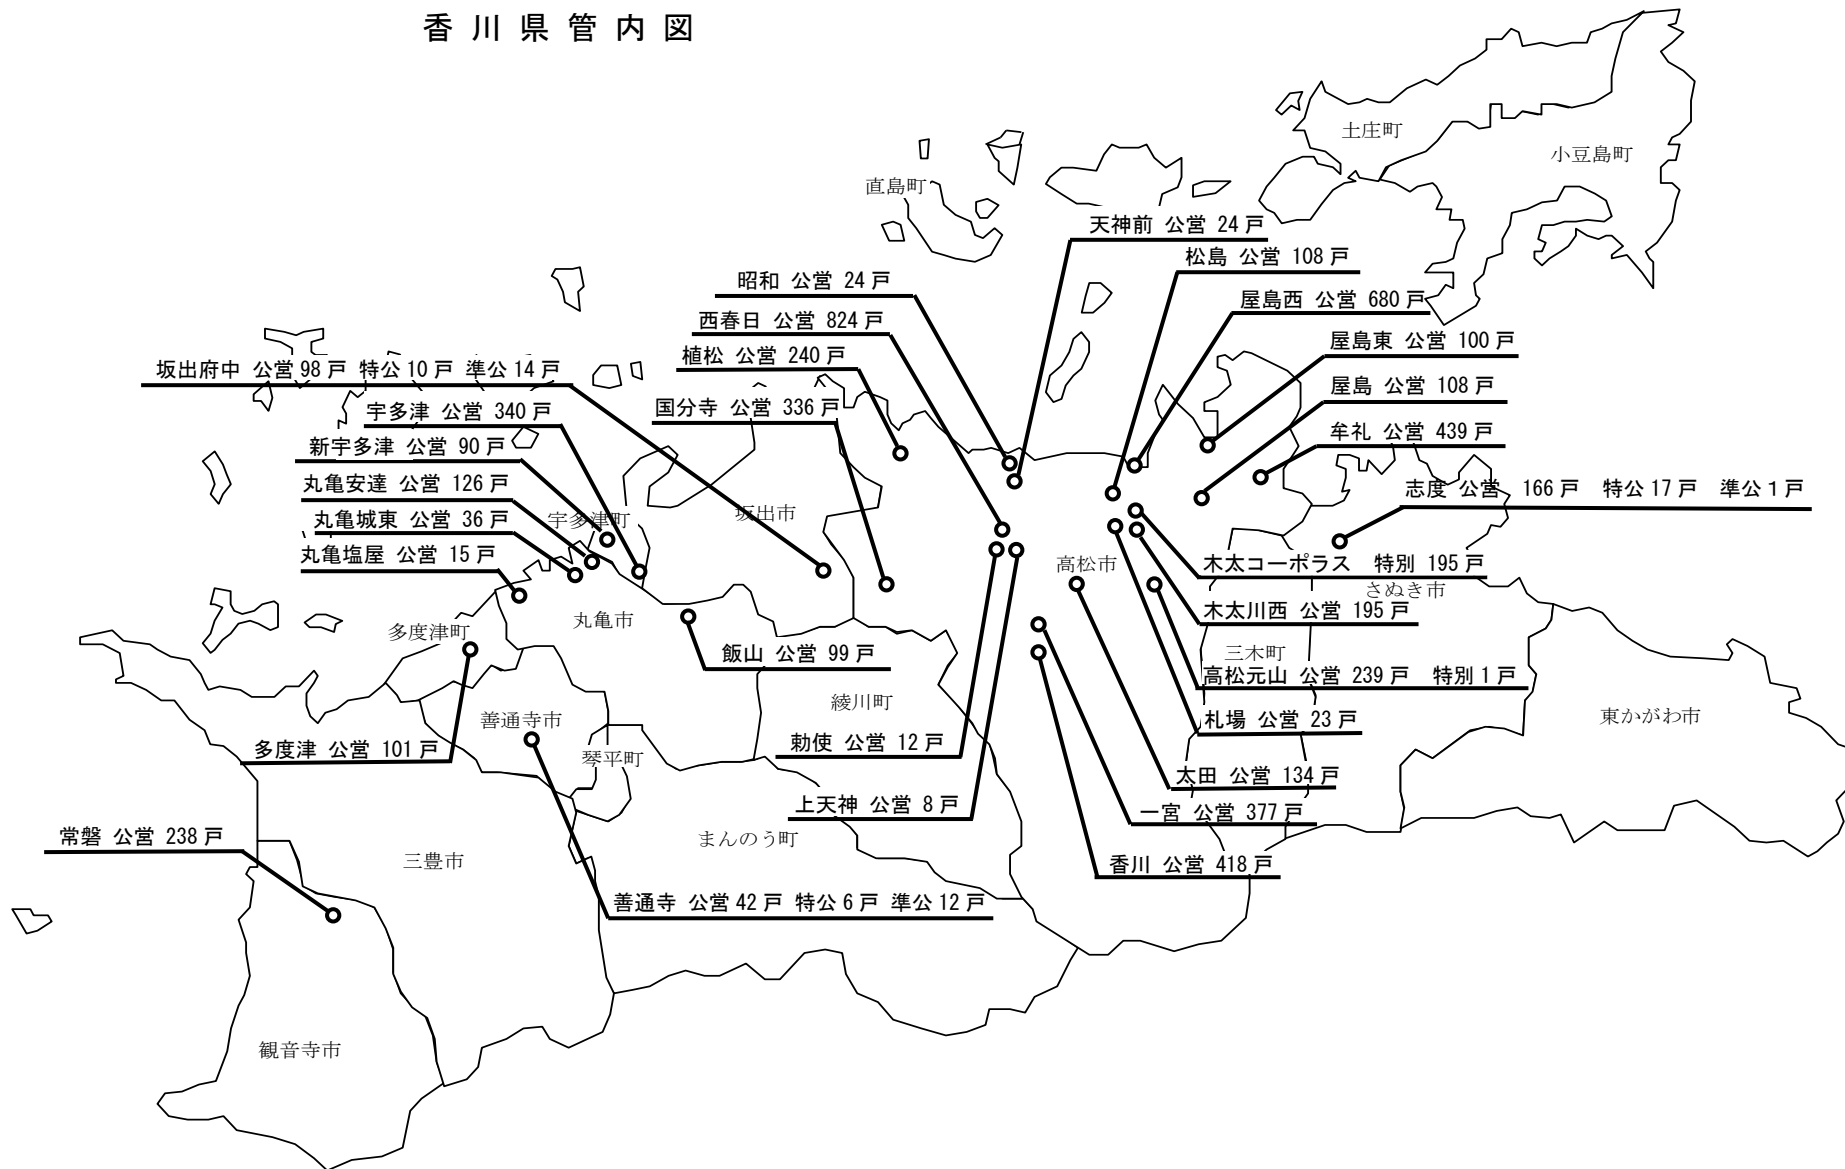 香川県管内図
土庄町
小豆島町
直島町
天神前 公営 24 戸
松島 公営 108 戸
昭和 公営 24 戸
屋島西 公営 680 戸
西春日 公営 824 戸
屋島東 公営 100 戸
植松 公営 240 戸
坂出府中 公営 98 戸 特公 10 戸 準公 14 戸
屋島 公営 108 戸
国分寺 公営 336 戸
宇多津 公営 340 戸
牟礼 公営 439 戸
新宇多津 公営 90 戸
丸亀安達 公営 126 戸
志度 公営 166 戸 特公 17 戸 準公 1 戸
丸亀城東 公営 36 戸
宇多津町
坂出市
丸亀塩屋 公営 15 戸
高松市
木太コーポラス 特別 195 戸
さぬき市
木太川西 公営 195 戸
丸亀市
多度津町
飯山 公営 99 戸
三木町
高松元山 公営 239 戸 特別 1 戸
綾川町
善通寺市
札場 公営 23 戸
東かがわ市
多度津 公営 101 戸
琴平町
勅使 公営 12 戸
太田 公営 134 戸
上天神 公営 8 戸
一宮 公営 377 戸
常磐 公営 238 戸
まんのう町
三豊市
香川 公営 418 戸
善通寺 公営 42 戸 特公 6 戸 準公 12 戸
観音寺市